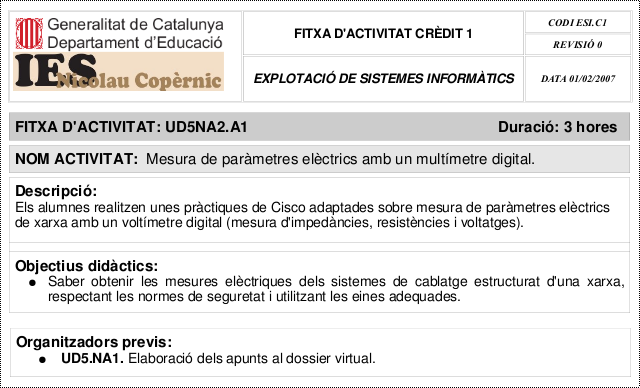 Generalitat de Catalunya
Departament d'Educació
IES
Nicolau Copèrnic
FITXA D'ACTIVITAT CRÈDIT 1
EXPLOTACIÓ DE SISTEMES INFORMÀTICS
CODI ESI.C1
REVISIÓ 0
DATA 01/02/2007
FITXA D'ACTIVITAT: UD5NA2.A1 Duració: 3 hores
NOM ACTIVITAT: Mesura de paràmetres elèctrics amb un multímetre digital.
Descripció:
Els alumnes realitzen unes pràctiques de Cisco adaptades sobre mesura de paràmetres elèctrics
de xarxa amb un voltímetre digital (mesura d'impedàncies, resistències i voltatges).
Objectius didàctics:
● Saber obtenir les mesures elèctriques dels sistemes de cablatge estructurat d'una xarxa,
respectant les normes de seguretat i utilitzant les eines adequades.
Organitzadors previs:
● UD5.NA1. Elaboració dels apunts al dossier virtual.